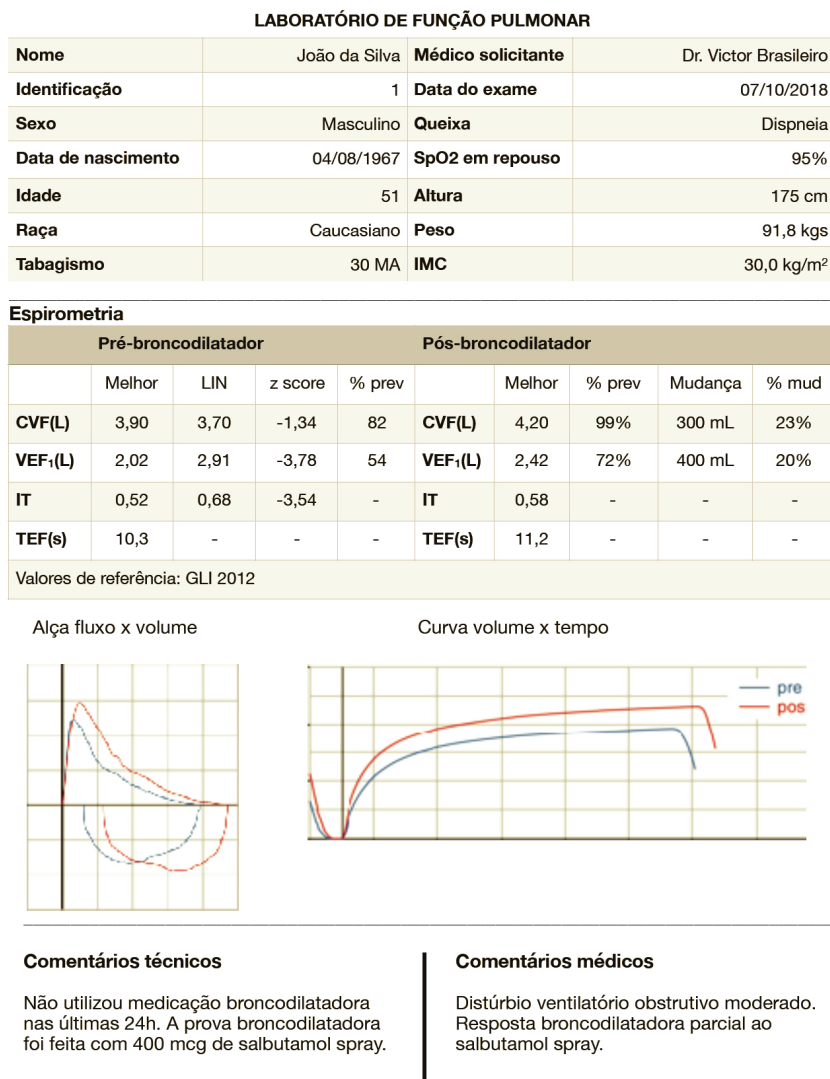 LABORATÓRIO DE FUNÇÃO PULMONAR
Nome João da Silva Médico solicitante Dr. Victor Brasileiro
Identificação 1 Data do exame 07/10/2018
Sexo Masculino Queixa Dispneia
Data de nascimento 04/08/1967 SpO2 em repouso 95%
Idade 51 Altura 175 cm
Raça Caucasiano Peso 91,8 kgs
Tabagismo 30 MA IMC 30,0 kg/m²
Espirometria
Pré-broncodilatador Pós-broncodilatador
Melhor LIN z score % prev Melhor % prev Mudança % mud
CVF(L) 3,90 3,70 -1,34 82 CVF(L) 4,20 99% 300 mL 23%
VEF₁(L) 2,02 2,91 -3,78 54 VEF₁(L) 2,42 72% 400 mL 20%
IT 0,52 0,68 -3,54 - IT 0,58 - - -
TEF(s) 10,3 - - - TEF(s) 11,2 - - -
Valores de referência: GLI 2012
Alça fluxo x volume Curva volume x tempo
pre
pos
Comentários técnicos
Não utilizou medicação broncodilatadora
nas últimas 24h. A prova broncodilatadora
foi feita com 400 mcg de salbutamol spray.
Comentários médicos
Distúrbio ventilatório obstrutivo moderado.
Resposta broncodilatadora parcial ao
salbutamol spray.